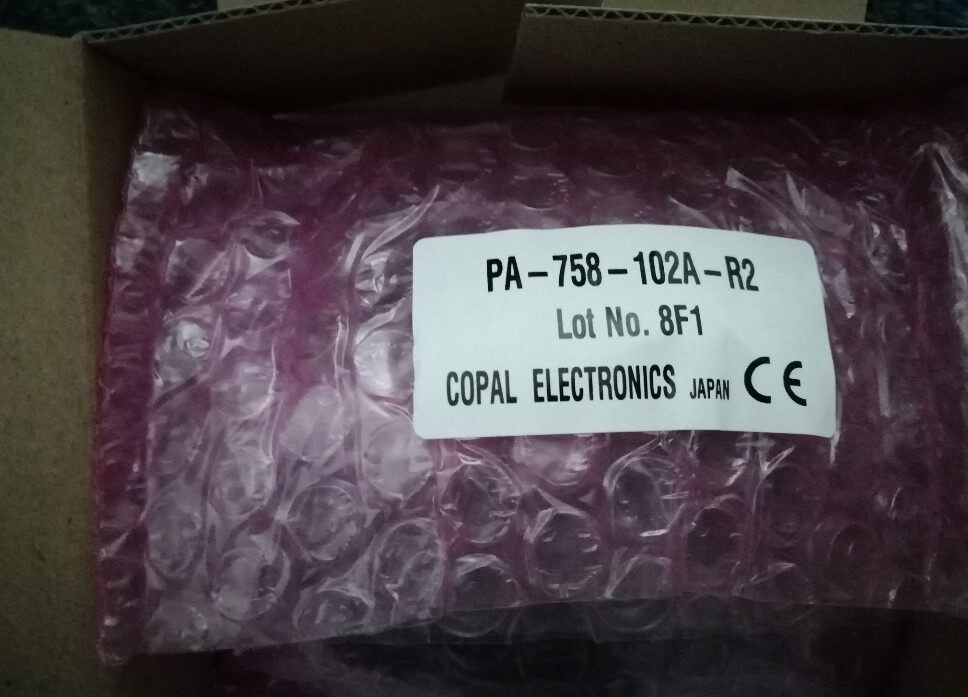 PA-758-102A-R2
Lot No. 8F1
COPAL ELECTRONICS JAPAN CE